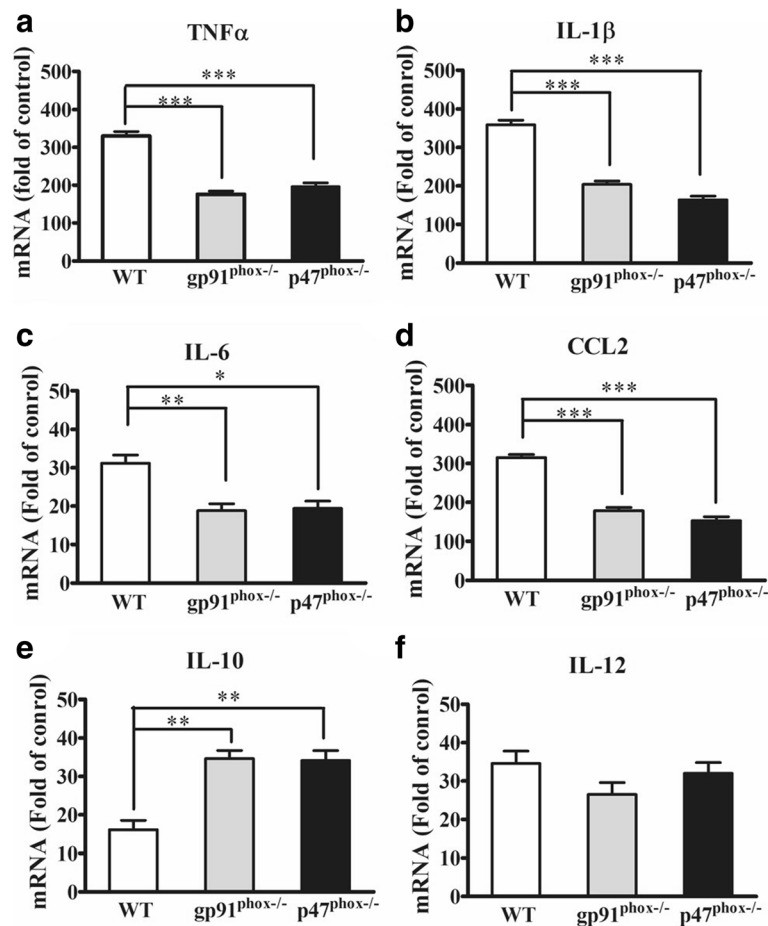 a
TNFα
mRNA (fold of control)
500
400
300
200
100
0
***
***
WT gp91phox-/- p47phox-/-
b
IL-1β
mRNA (Fold of conrol)
500
400
300
200
100
0
***
***
WT gp91phox-/- p47phox-/-
c
IL-6
mRNA (Fold of conrol)
50
40
30
20
10
0
*
**
WT gp91phox-/- p47phox-/-
d
CCL2
mRNA (Fold of conrol)
500
400
300
200
100
0
***
***
WT gp91phox-/- p47phox-/-
e
IL-10
mRNA (Fold of conrol)
50
40
30
20
10
0
**
**
WT gp91phox-/- p47phox-/-
f
IL-12
mRNA (Fold of conrol)
50
40
30
20
10
0
WT gp91phox-/- p47phox-/-